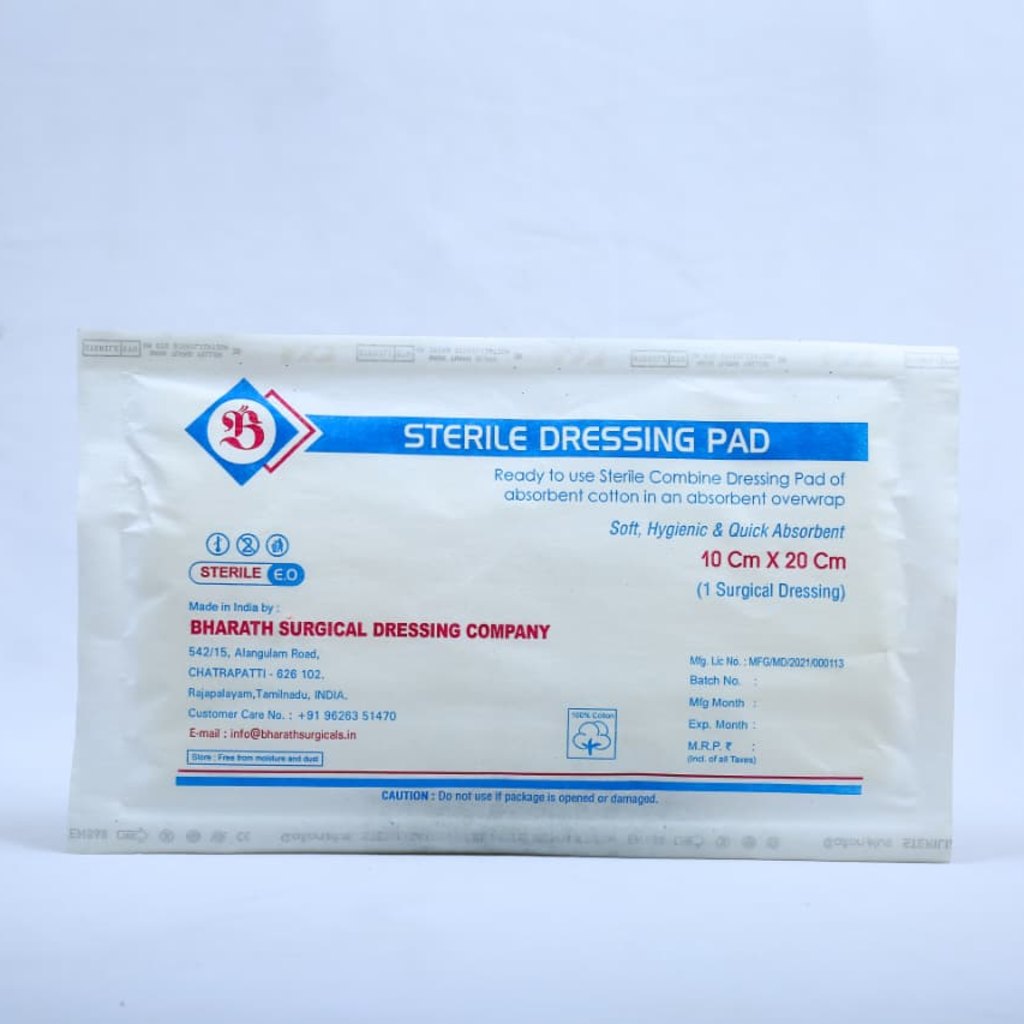 B
STERILE DRESSING PAD
Ready to use Sterile Combine Dressing Pad of
absorbent cotton in an absorbent overwrap
Soft, Hygienic & Quick Absorbent
10 Cm X 20 Cm
(1 Surgical Dressing)
STERILE E.O
Made in India by :
BHARATH SURGICAL DRESSING COMPANY
542/15, Alangulam Road,
CHATRAPATTI - 626 102.
Rajapalayam,Tamilnadu, INDIA.
Customer Care No. : +91 96263 51470
E-mail : info@bharathsurgicals.in
Store : Free from moisture and dust
100% Cotton
Mfg. Lic No. : MFG/MD/2021/000113
Batch No. :
Mfg Month :
Exp. Month :
M.R.P. ₹ :
(Incl. of all Taxes)
CAUTION : Do not use if package is opened or damaged.